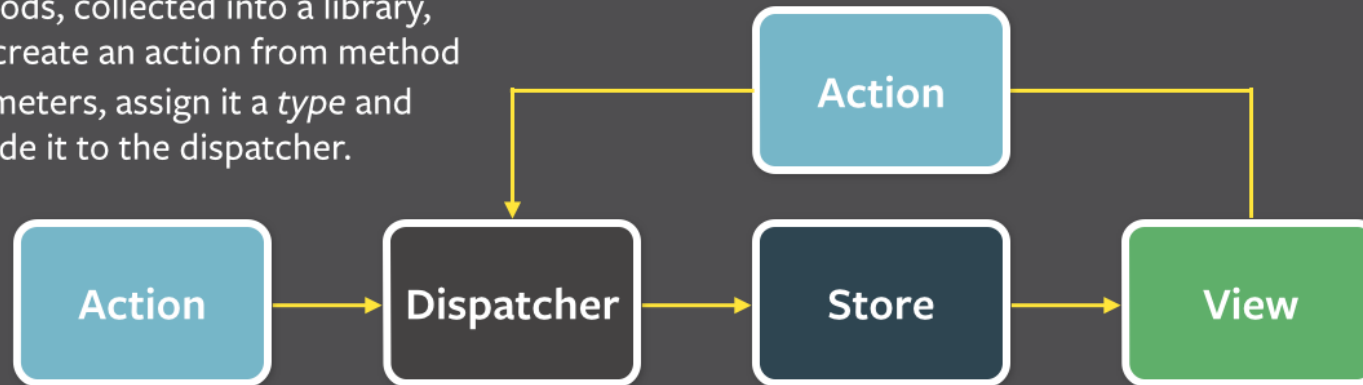 ods, collected into a library,
create an action from method
meters, assign it a type and
de it to the dispatcher.
Action
Action
Dispatcher
Store
View